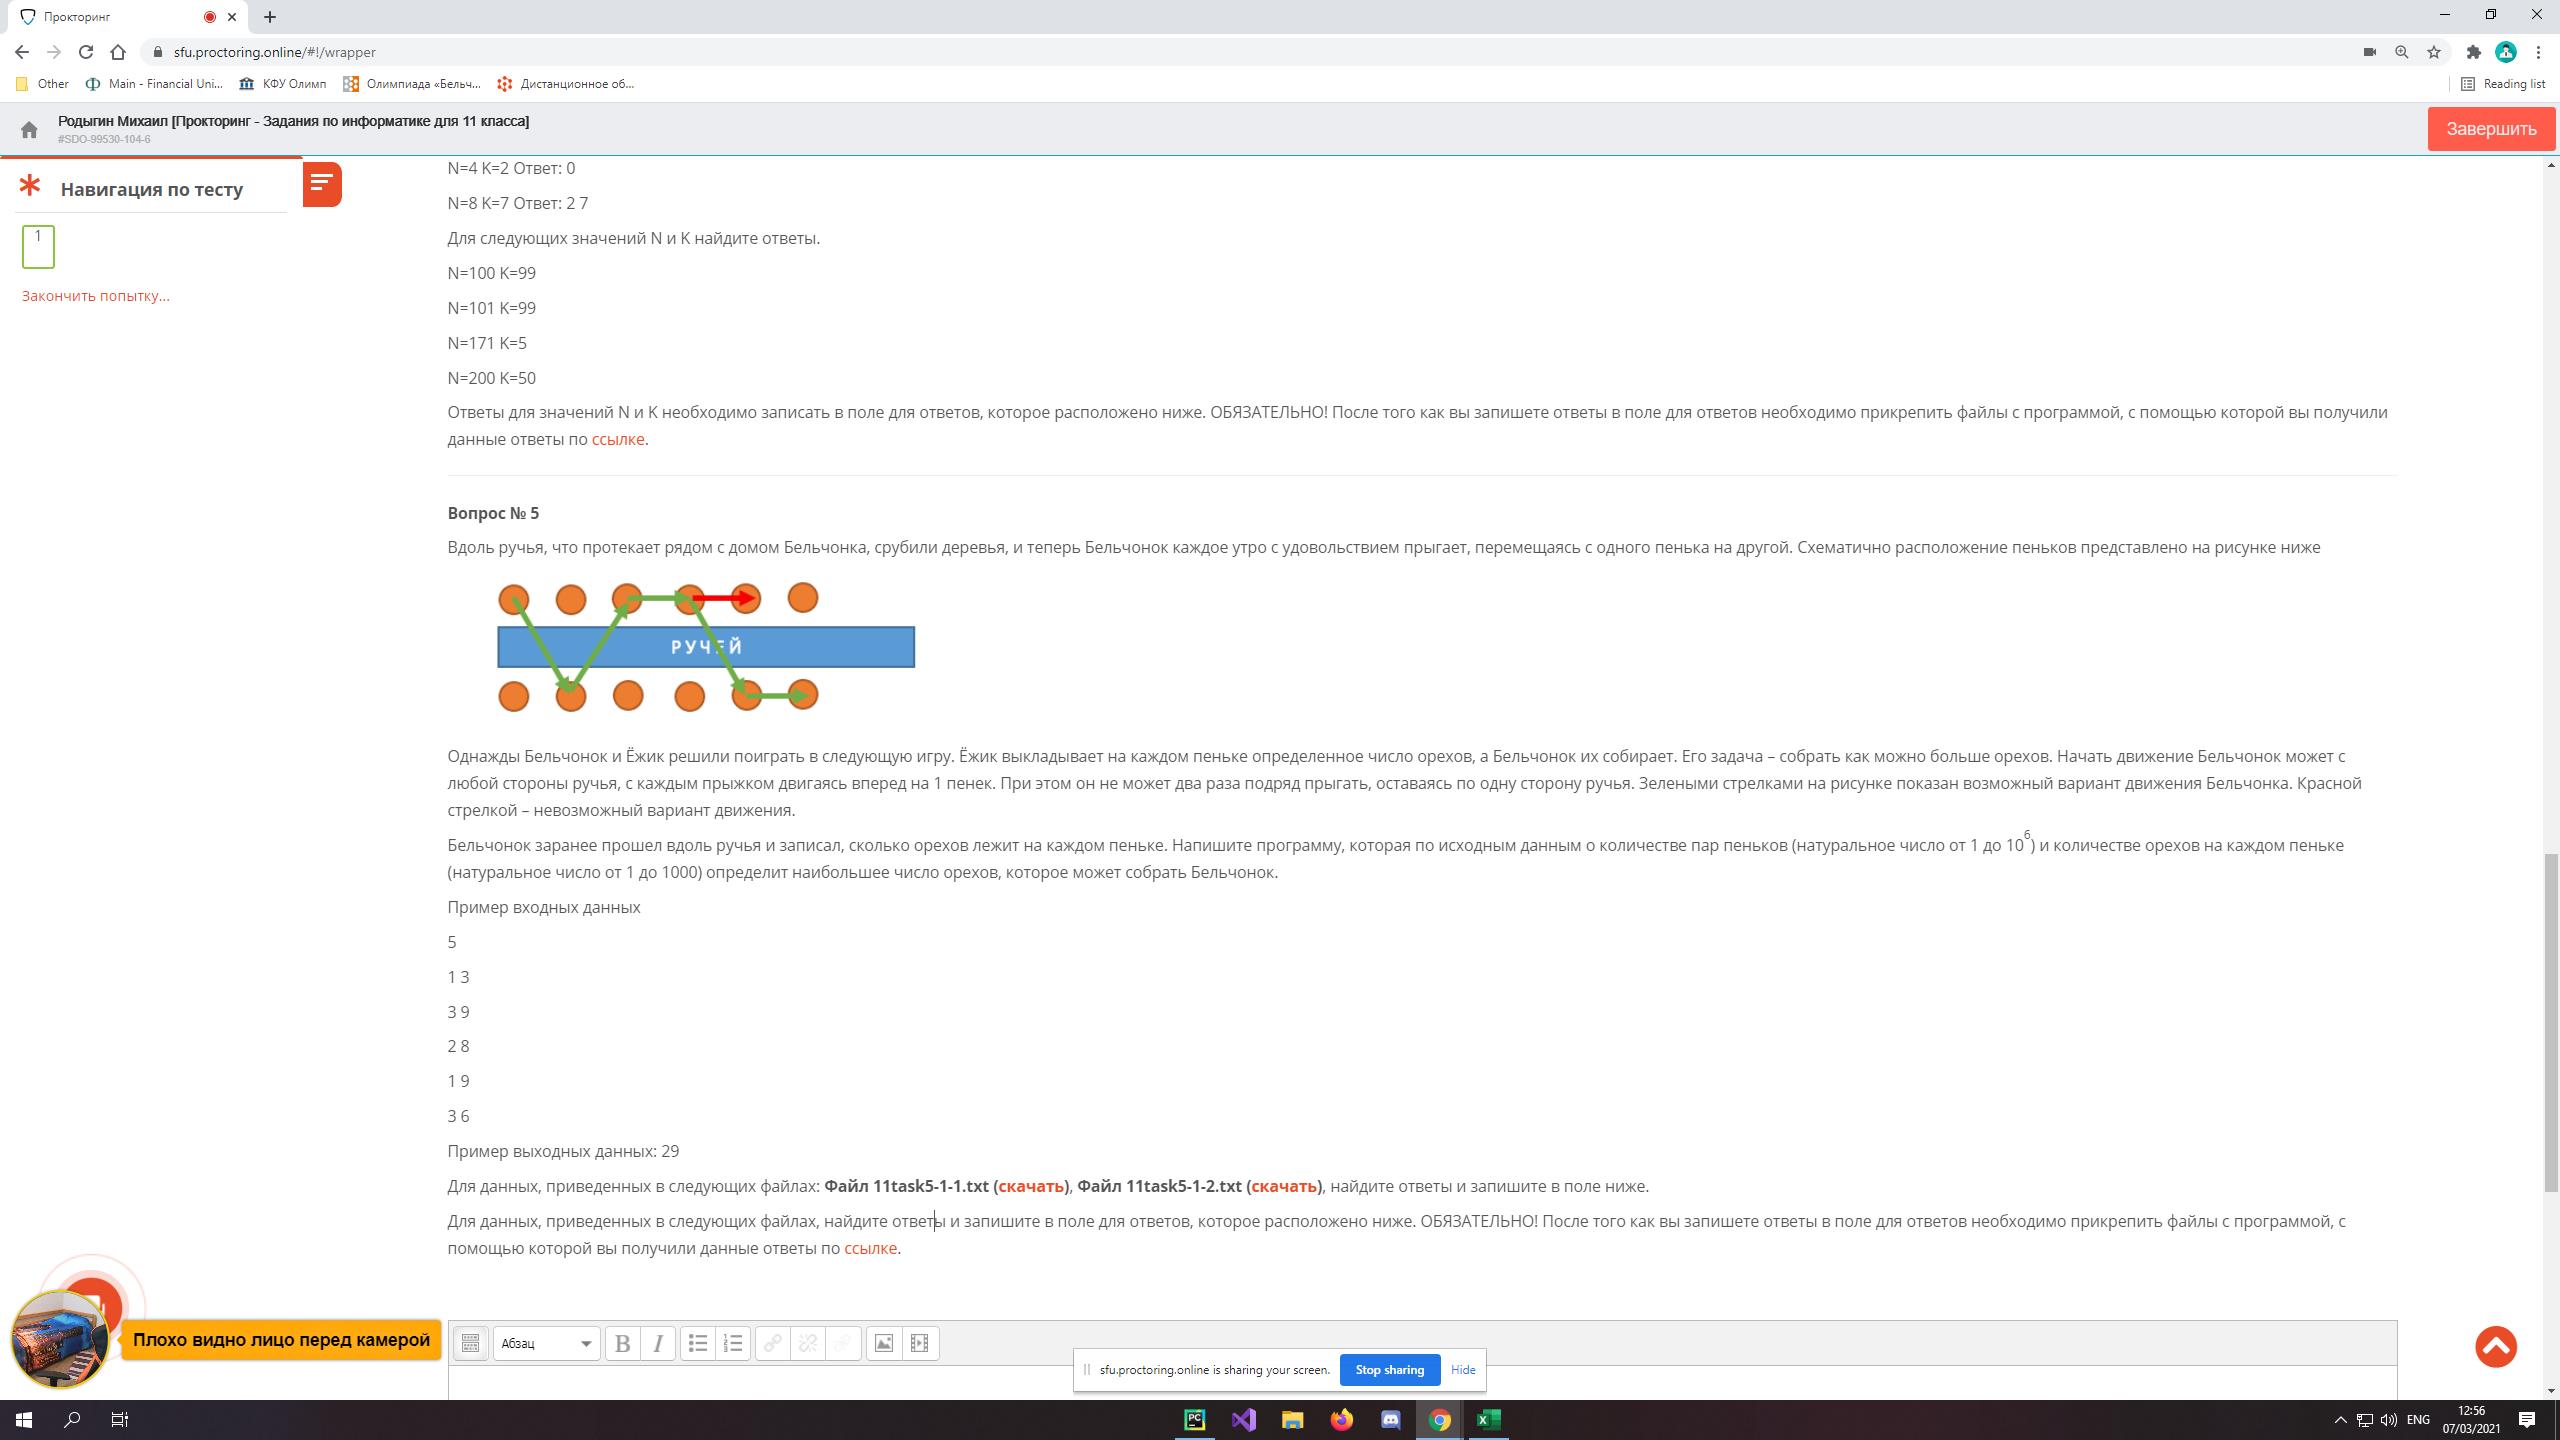 Прокторинг
sfu.proctoring.online/#!/wrapper
Other
Main - Financial Uni...
КФУ Олимп
Олимпиада «Бельч...
Дистанционное об...
Reading list
Родыгин Михаил [Прокторинг - Задания по информатике для 11 класса]
#SDO-99530-104-6
Завершить
Навигация по тесту
1
Закончить попытку...
N=4 K=2 Ответ: 0
N=8 K=7 Ответ: 2 7
Для следующих значений N и K найдите ответы.
N=100 K=99
N=101 K=99
N=171 K=5
N=200 K=50
Ответы для значений N и K необходимо записать в поле для ответов, которое расположено ниже. ОБЯЗАТЕЛЬНО! После того как вы запишете ответы в поле для ответов необходимо прикрепить файлы с программой, с помощью которой вы получили
данные ответы по ссылке.
Вопрос № 5
Вдоль ручья, что протекает рядом с домом Бельчонка, срубили деревья, и теперь Бельчонок каждое утро с удовольствием прыгает, перемещаясь с одного пенька на другой. Схематично расположение пеньков представлено на рисунке ниже
РУЧЕЙ
Однажды Бельчонок и Ёжик решили поиграть в следующую игру. Ёжик выкладывает на каждом пеньке определенное число орехов, а Бельчонок их собирает. Его задача – собрать как можно больше орехов. Начать движение Бельчонок может с
любой стороны ручья, с каждым прыжком двигаясь вперед на 1 пенек. При этом он не может два раза подряд прыгать, оставаясь по одну сторону ручья. Зелеными стрелками на рисунке показан возможный вариант движения Бельчонка. Красной
стрелкой – невозможный вариант движения.
Бельчонок заранее прошел вдоль ручья и записал, сколько орехов лежит на каждом пеньке. Напишите программу, которая по исходным данным о количестве пар пеньков (натуральное число от 1 до 10^6) и количестве орехов на каждом пеньке
(натуральное число от 1 до 1000) определит наибольшее число орехов, которое может собрать Бельчонок.
Пример входных данных
5
1 3
3 9
2 8
1 9
3 6
Пример выходных данных: 29
Для данных, приведенных в следующих файлах: Файл 11task5-1-1.txt (скачать), Файл 11task5-1-2.txt (скачать), найдите ответы и запишите в поле ниже.
Для данных, приведенных в следующих файлах, найдите ответы и запишите в поле для ответов, которое расположено ниже. ОБЯЗАТЕЛЬНО! После того как вы запишете ответы в поле для ответов необходимо прикрепить файлы с программой, с
помощью которой вы получили данные ответы по ссылке.
Плохо видно лицо перед камерой
Абзац
B
I
sfu.proctoring.online is sharing your screen.
Stop sharing
Hide
PC
ENG
12:56
07/03/2021